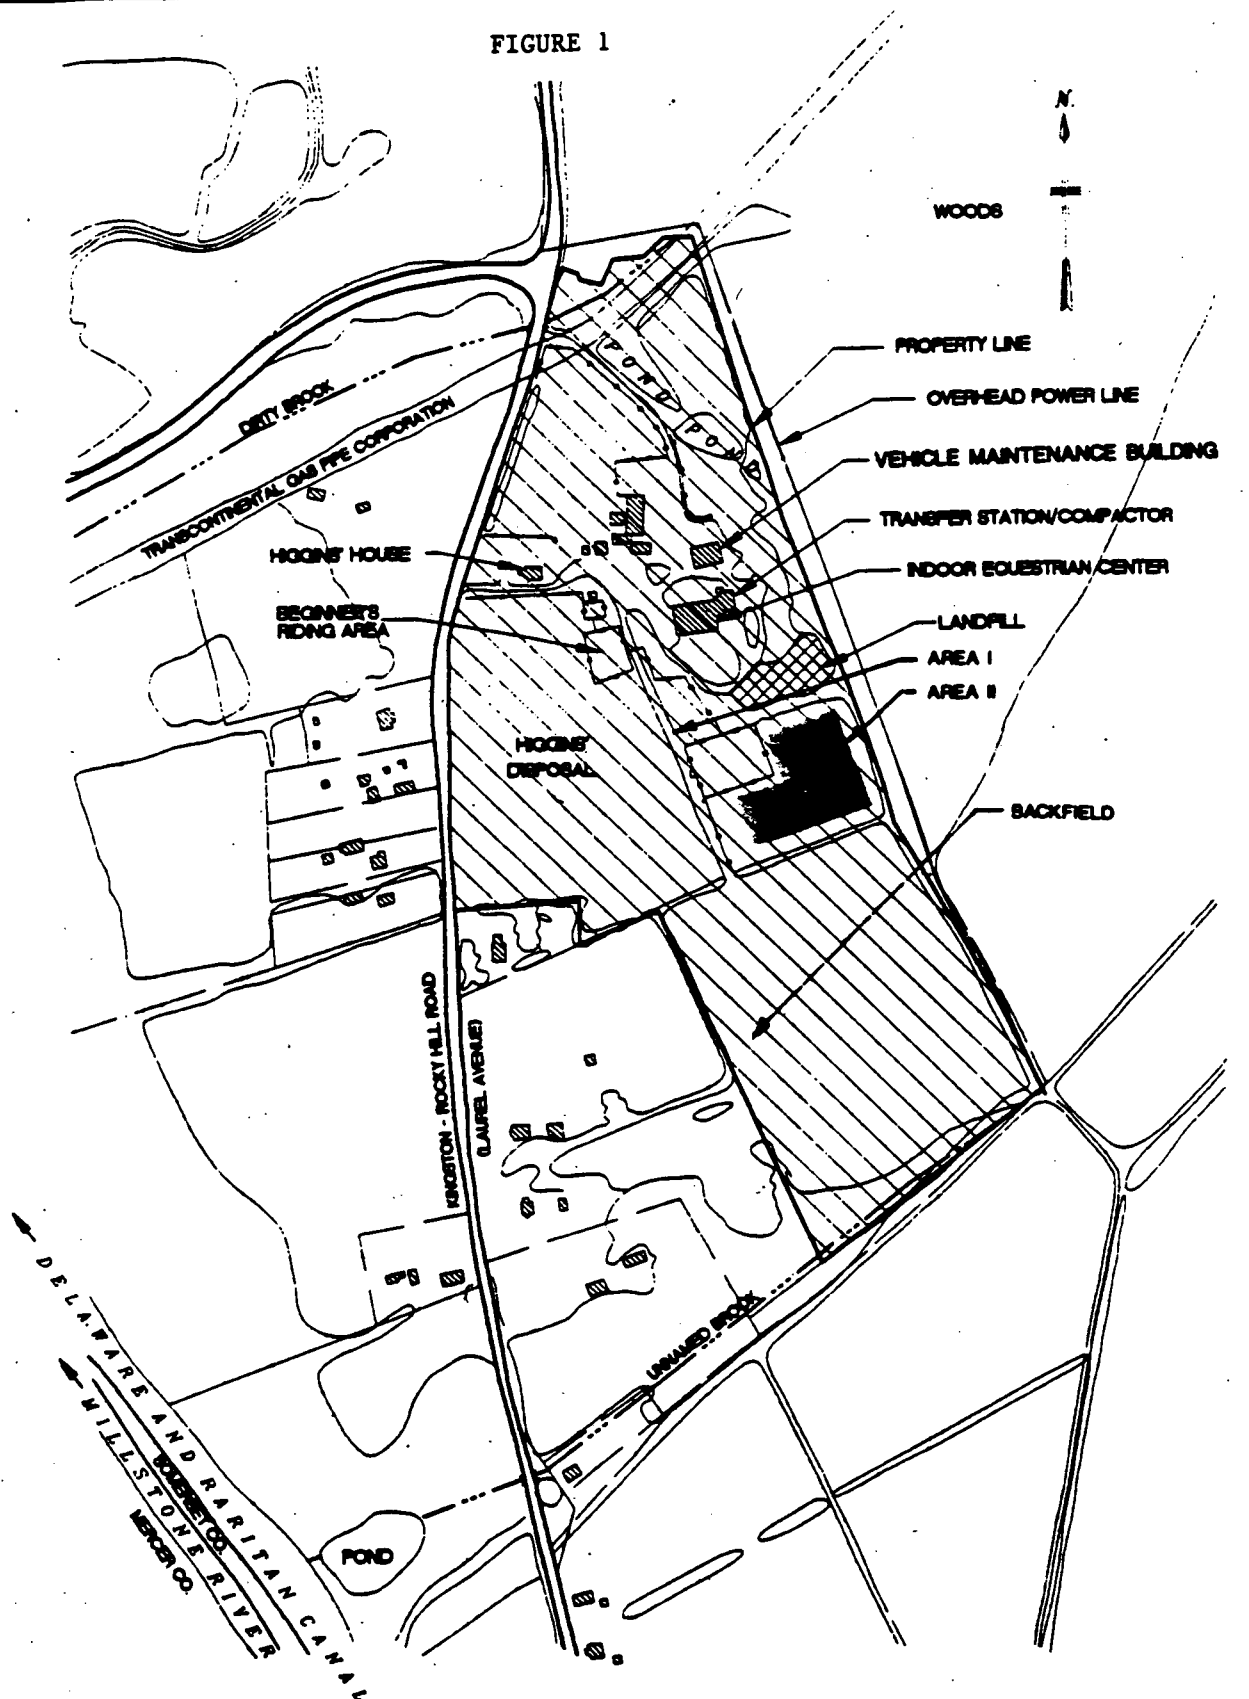 FIGURE 1
N.
WOODS
PROPERTY LINE
OVERHEAD POWER LINE
VEHICLE MAINTENANCE BUILDING
TRANSFER STATION/COMPACTOR
INDOOR EQUESTRIAN CENTER
LANDFILL
AREA I
AREA II
BACKFIELD
POND
POND
DIRTY BROOK
TRANSCONTINENTAL GAS PIPE CORPORATION
HIGGINS' HOUSE
BEGINNER'S
RIDING AREA
HIGGINS'
DISPOSAL
KINGSTON - ROCKY HILL ROAD
(LAUREL AVENUE)
UNNAMED BROOK
DELAWARE AND RARITAN CANAL
MILLSTONE RIVER
SOMERSET CO.
MERCER CO.
POND